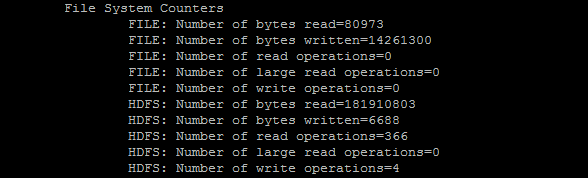 File System Counters
FILE: Number of bytes read=80973
FILE: Number of bytes written=14261300
FILE: Number of read operations=0
FILE: Number of large read operations=0
FILE: Number of write operations=0
HDFS: Number of bytes read=181910803
HDFS: Number of bytes written=6688
HDFS: Number of read operations=366
HDFS: Number of large read operations=0
HDFS: Number of write operations=4